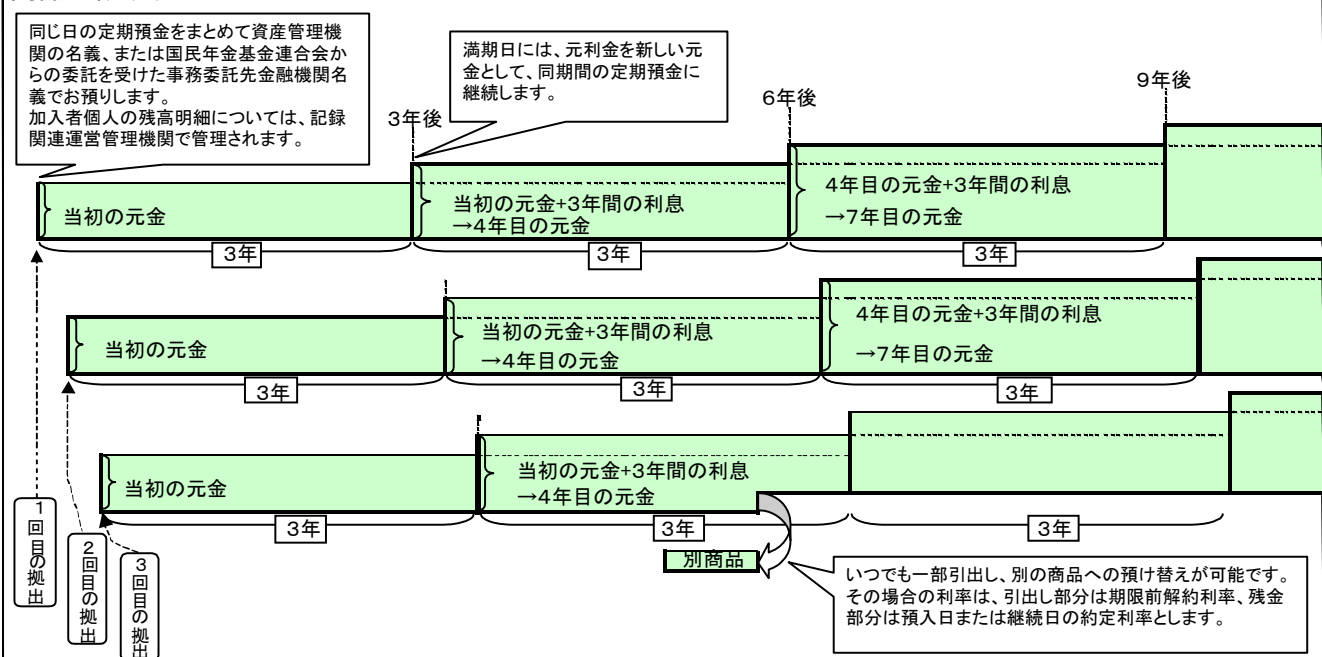 同じ日の定期預金をまとめて資産管理機
関の名義、または国民年金基金連合会か
らの委託を受けた事務委託先金融機関名
義でお預りします。
加入者個人の残高明細については、記録
関連運営管理機関で管理されます。
満期日には、元利金を新しい元
金として、同期間の定期預金に
継続します。
3年後
6年後
9年後
当初の元金
当初の元金+3年間の利息
→4年目の元金
4年目の元金+3年間の利息
→7年目の元金
3年
3年
3年
当初の元金
当初の元金+3年間の利息
→4年目の元金
4年目の元金+3年間の利息
→7年目の元金
3年
3年
3年
当初の元金
当初の元金+3年間の利息
→4年目の元金
3年
3年
3年
別商品
1回目の拠出
2回目の拠出
3回目の拠出
いつでも一部引出し、別の商品への預け替えが可能です。
その場合の利率は、引出し部分は期限前解約利率、残金
部分は預入日または継続日の約定利率とします。